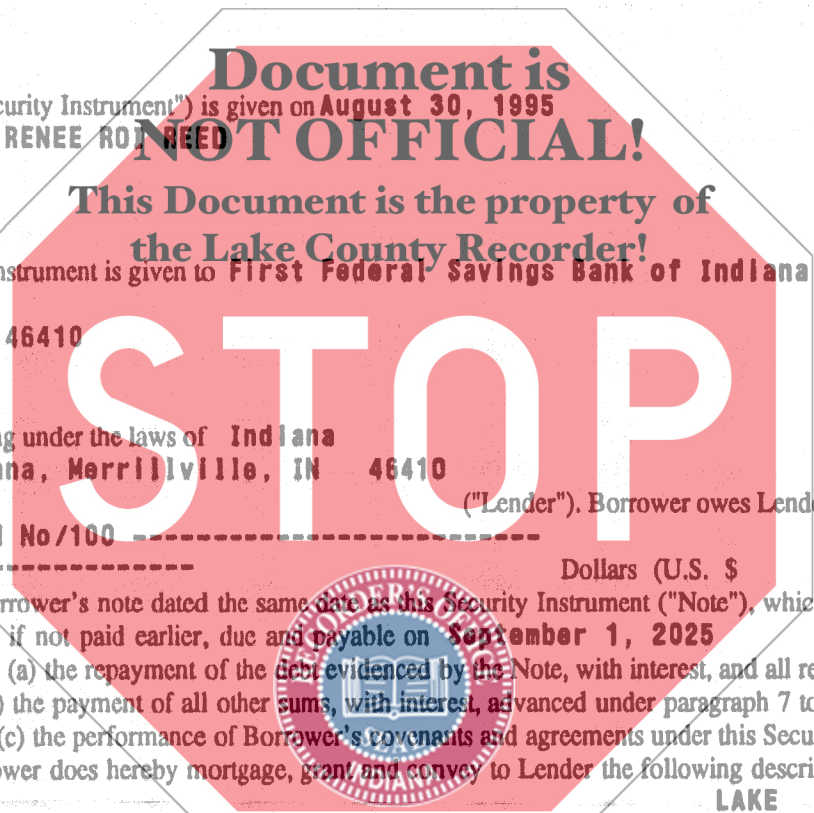 Document is
curity Instrument") is given on August 30, 1995
RENEE REED
NOT OFFICIAL!
This Document is the property of
the Lake County Recorder!
nstrument is given to First Federal Savings Bank of Indiana
46410
STOP
ng under the laws of Indiana
na, Merrillville, IN 46410
("Lender"). Borrower owes Lende
No/100 ----------------------------
--------------
Dollars (U.S. $
rrower's note dated the same date as this Security Instrument ("Note"), whic
if not paid earlier, due and payable on September 1, 2025
(a) the repayment of the debt evidenced by the Note, with interest, and all re
) the payment of all other sums, with interest, advanced under paragraph 7 to
(c) the performance of Borrower's covenants and agreements under this Secu
ower does hereby mortgage, grant and convey to Lender the following descri
LAKE
RECORDER'S
INDIANA